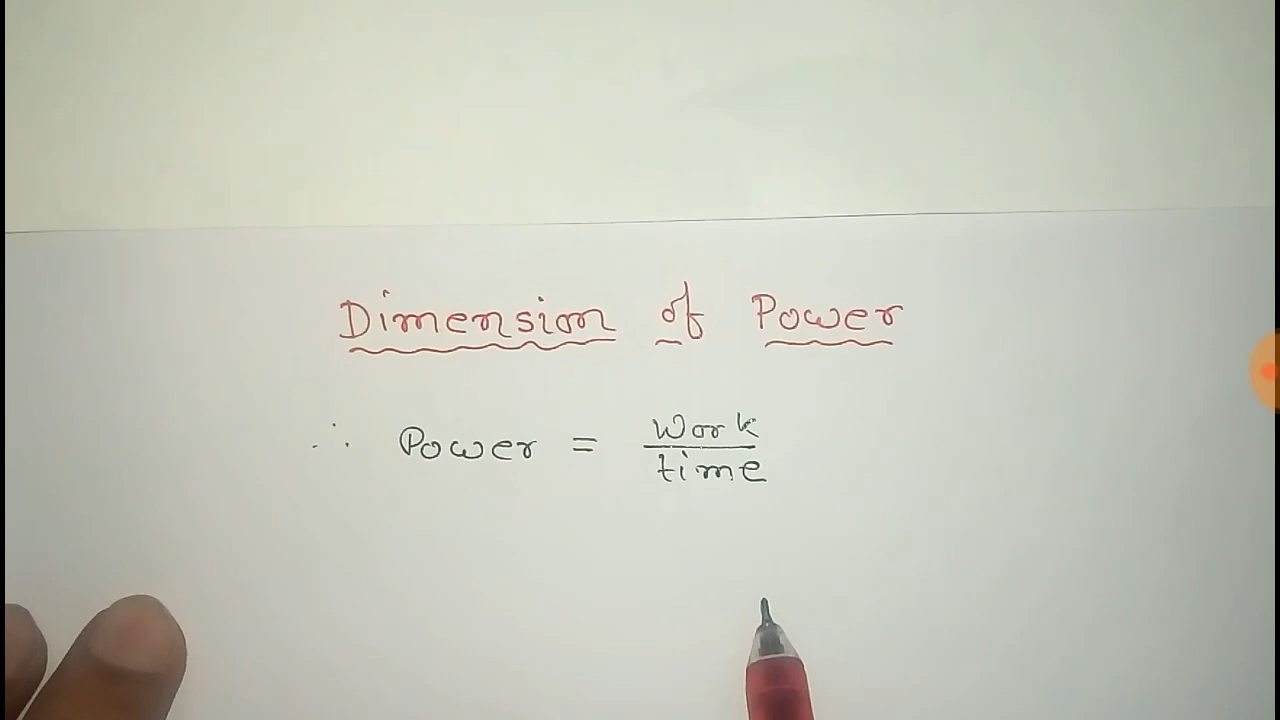 Dimension of Power
∴ Power = Work / time